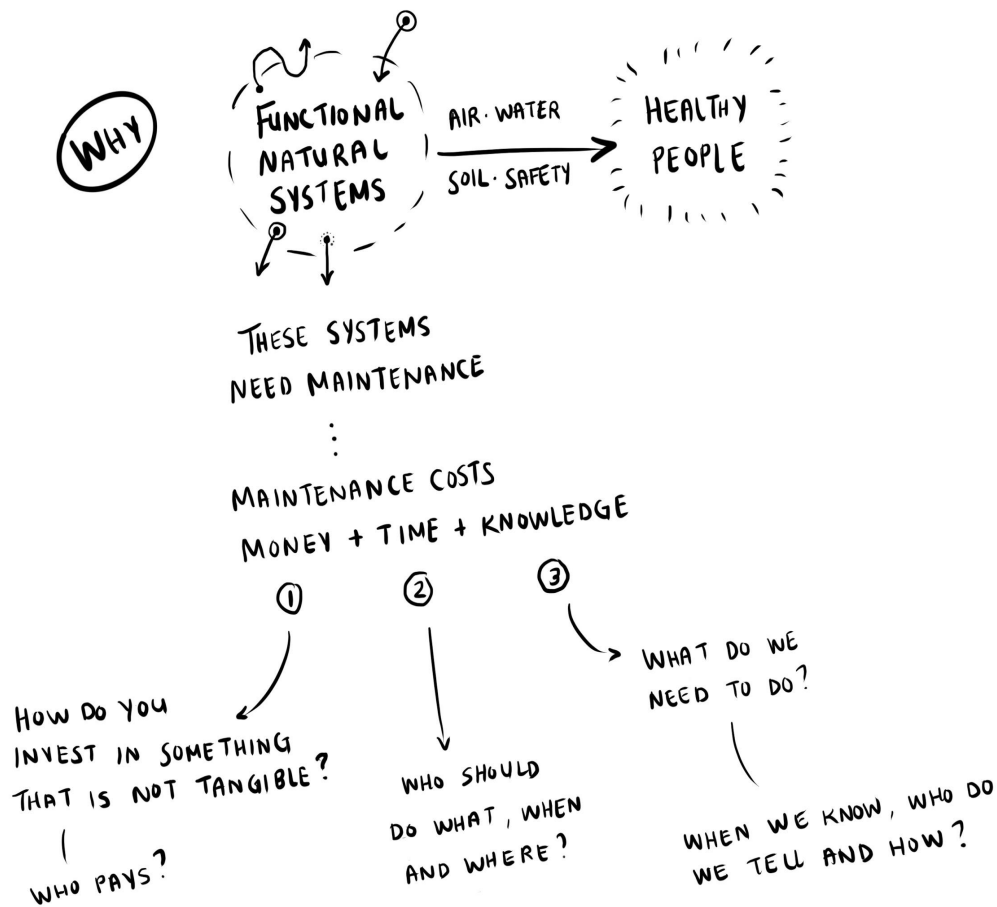 WHY
FUNCTIONAL
NATURAL
SYSTEMS
AIR · WATER
SOIL · SAFETY
HEALTHY
PEOPLE
THESE SYSTEMS
NEED MAINTENANCE
MAINTENANCE COSTS
MONEY + TIME + KNOWLEDGE
1
2
3
HOW DO YOU
INVEST IN SOMETHING
THAT IS NOT TANGIBLE?
WHO PAYS?
WHO SHOULD
DO WHAT, WHEN
AND WHERE?
WHAT DO WE
NEED TO DO?
WHEN WE KNOW, WHO DO
WE TELL AND HOW?